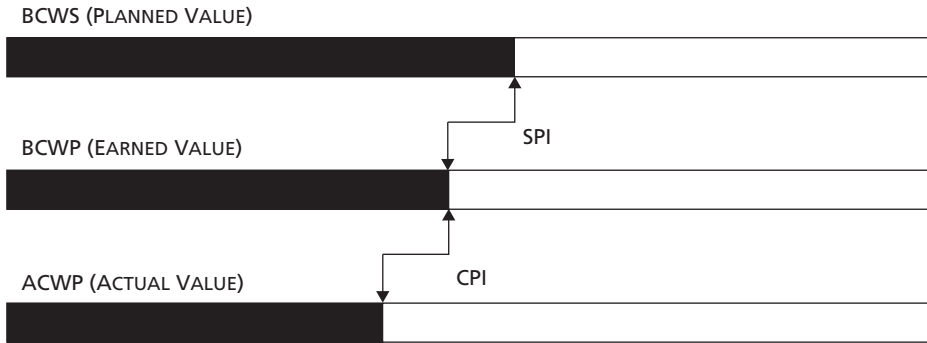 BCWS (PLANNED VALUE)
SPI
BCWP (EARNED VALUE)
CPI
ACWP (ACTUAL VALUE)